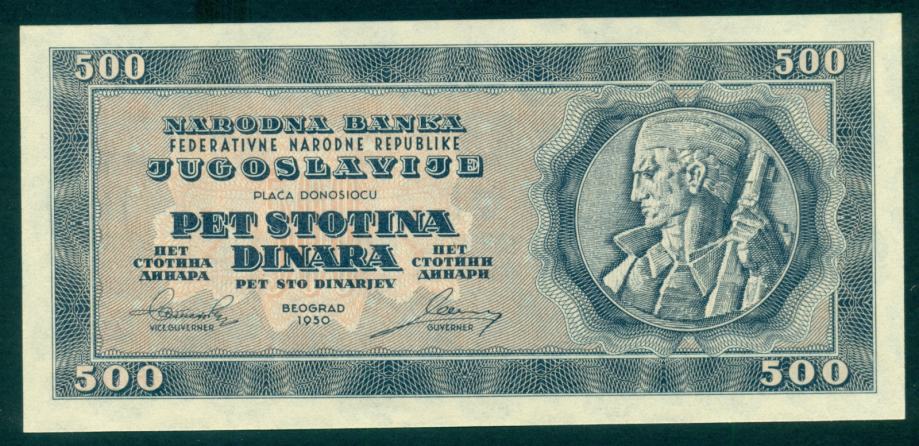 500
500
NARODNA BANKA
FEDERATIVNE NARODNE REPUBLIKE
JUGOSLAVIJE
PLAĆA DONOSIOCU
PET STOTINA
DINARA
ПЕТ
СТОТИНА
ДИНАРА
ПЕТ
СТОТИНИ
ДИНАРИ
PET STO DINARJEV
BEOGRAD
1950
VICEGUVERNER
GUVERNER
500
500